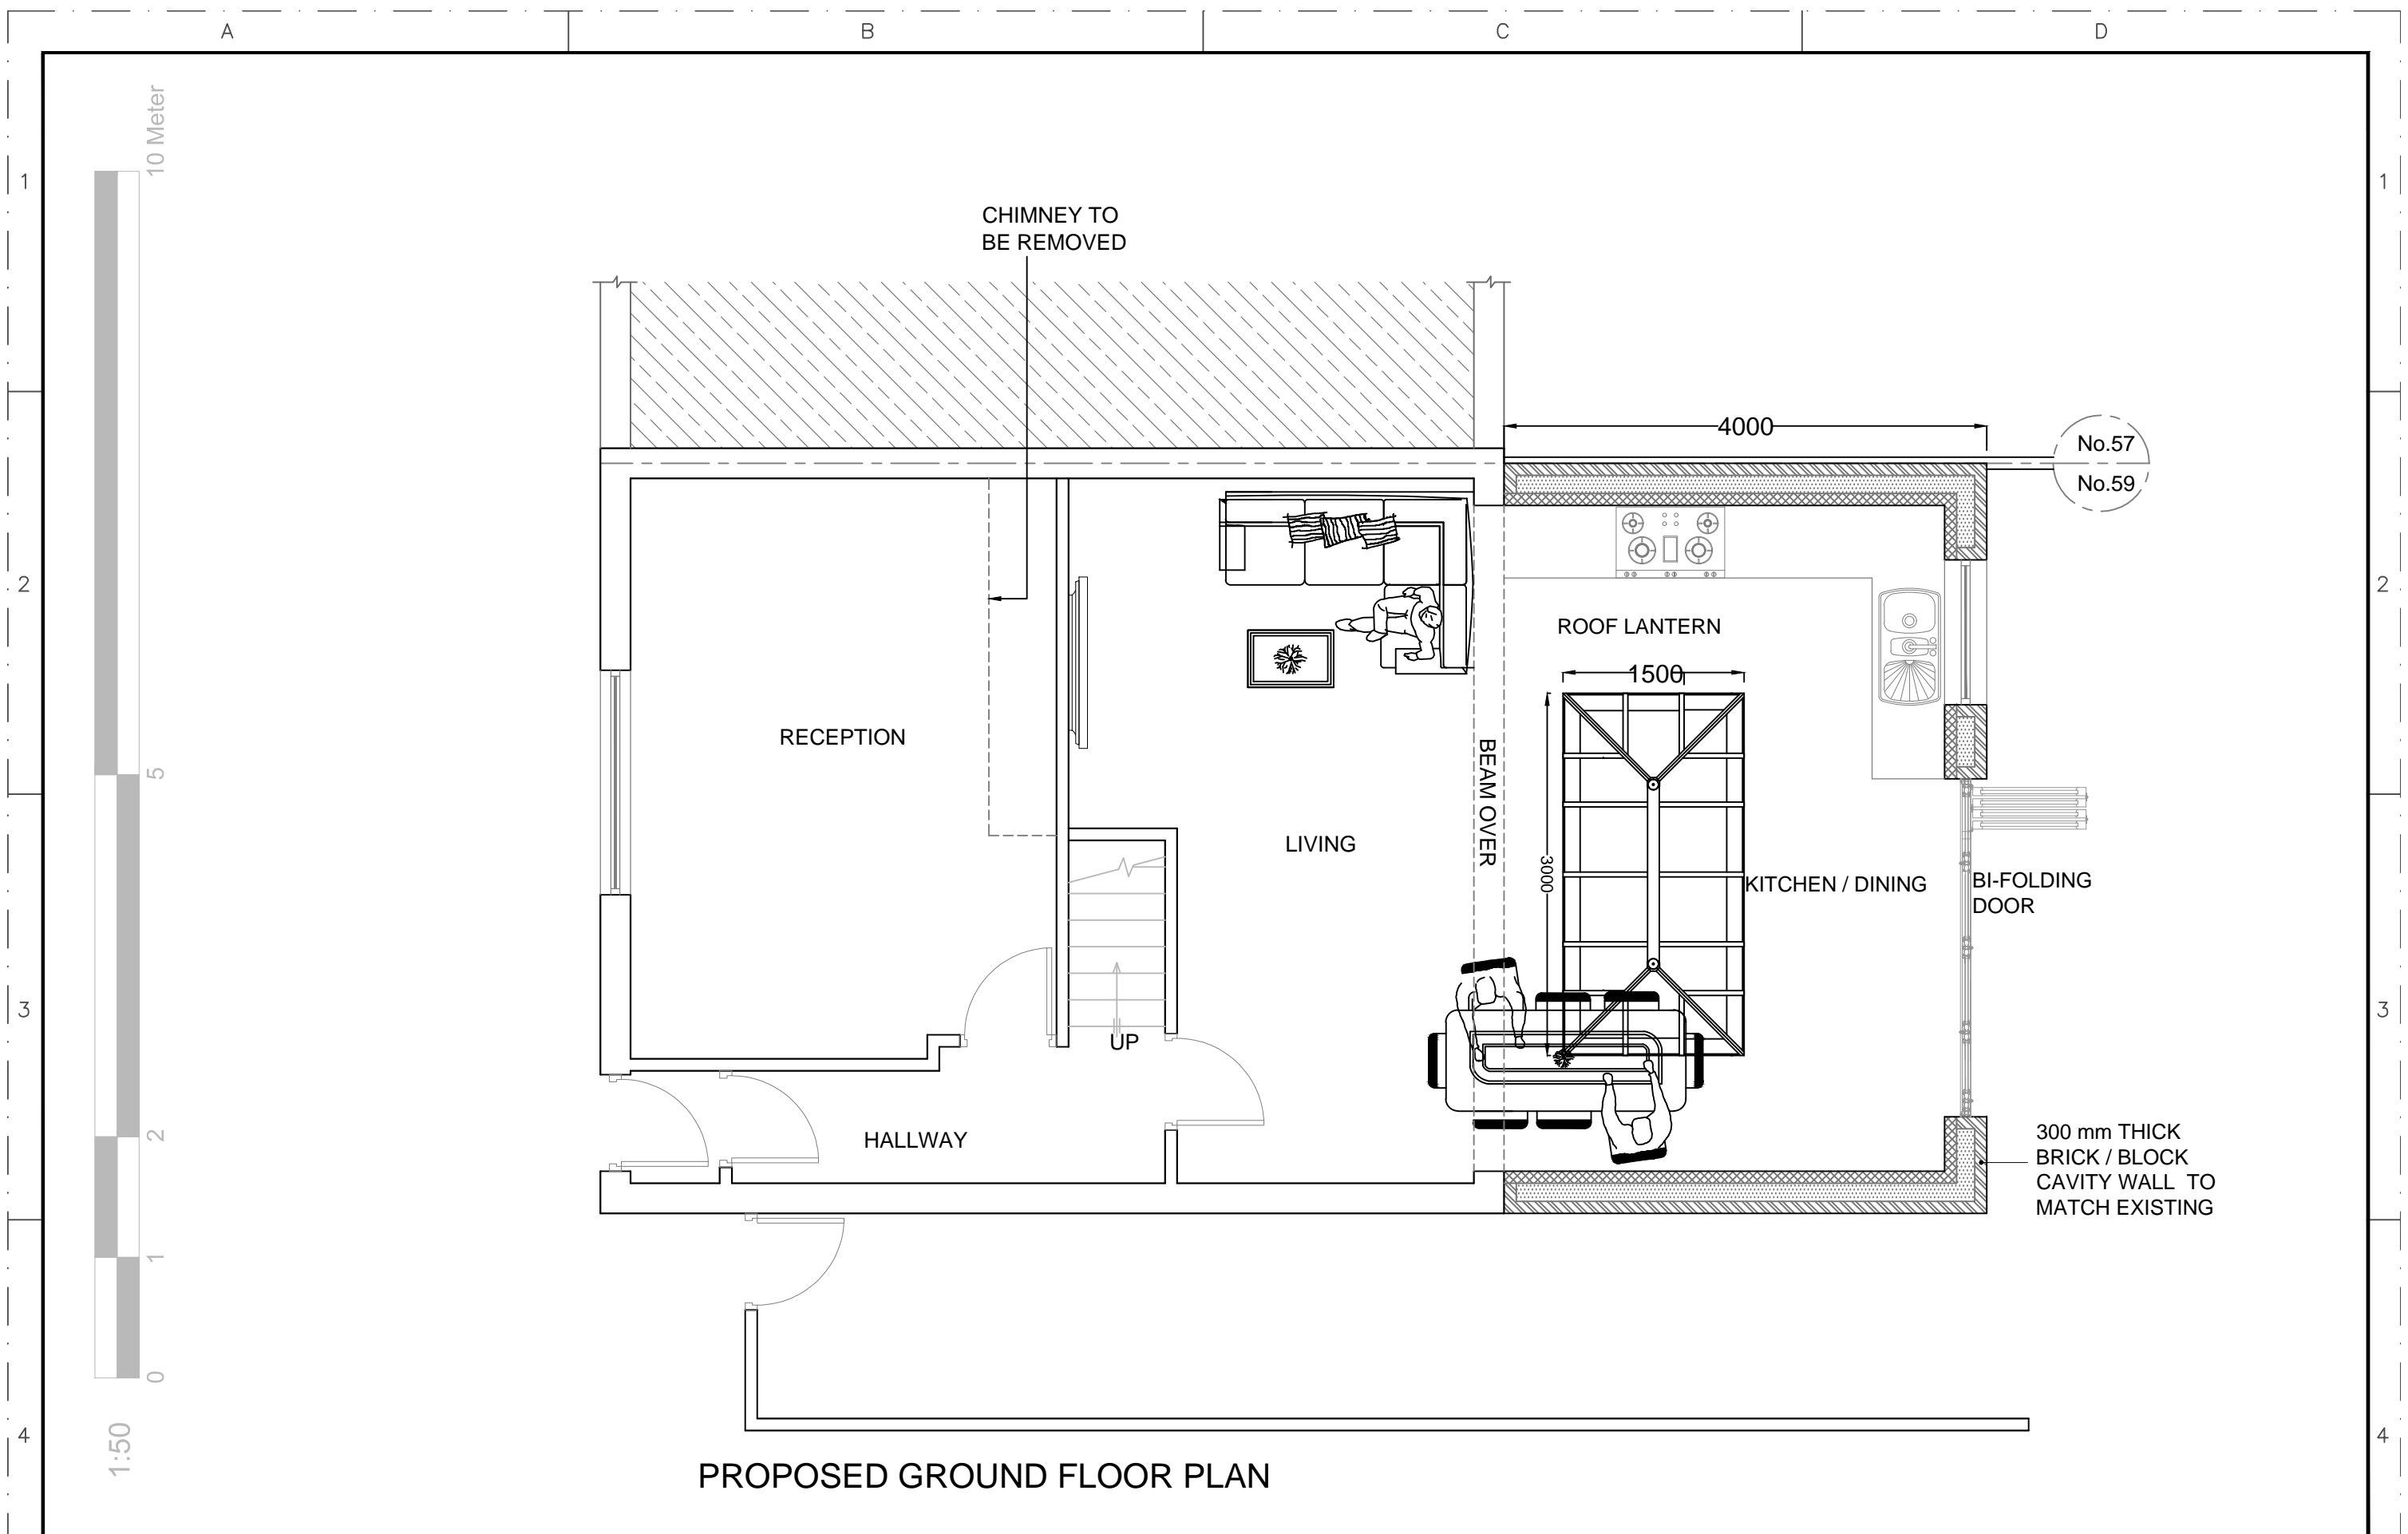 A
B
C
D
1
1
10 Meter
CHIMNEY TO
BE REMOVED
4000
No.57
No.59
2
2
ROOF LANTERN
1500
RECEPTION
BEAM OVER
5
LIVING
3000
KITCHEN / DINING
BI-FOLDING
DOOR
3
3
UP
2
HALLWAY
300 mm THICK
BRICK / BLOCK
CAVITY WALL TO
MATCH EXISTING
1
0
4
4
1:50
PROPOSED GROUND FLOOR PLAN